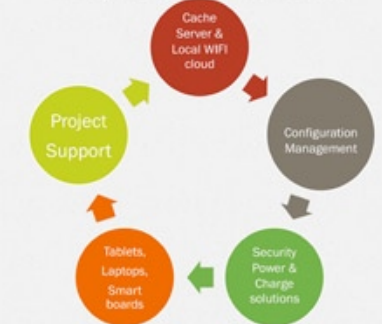 Cache
Server &
Local WIFI
cloud
Configuration
Management
Security
Power &
Charge
solutions
Tablets,
Laptops,
Smart
boards
Project
Support